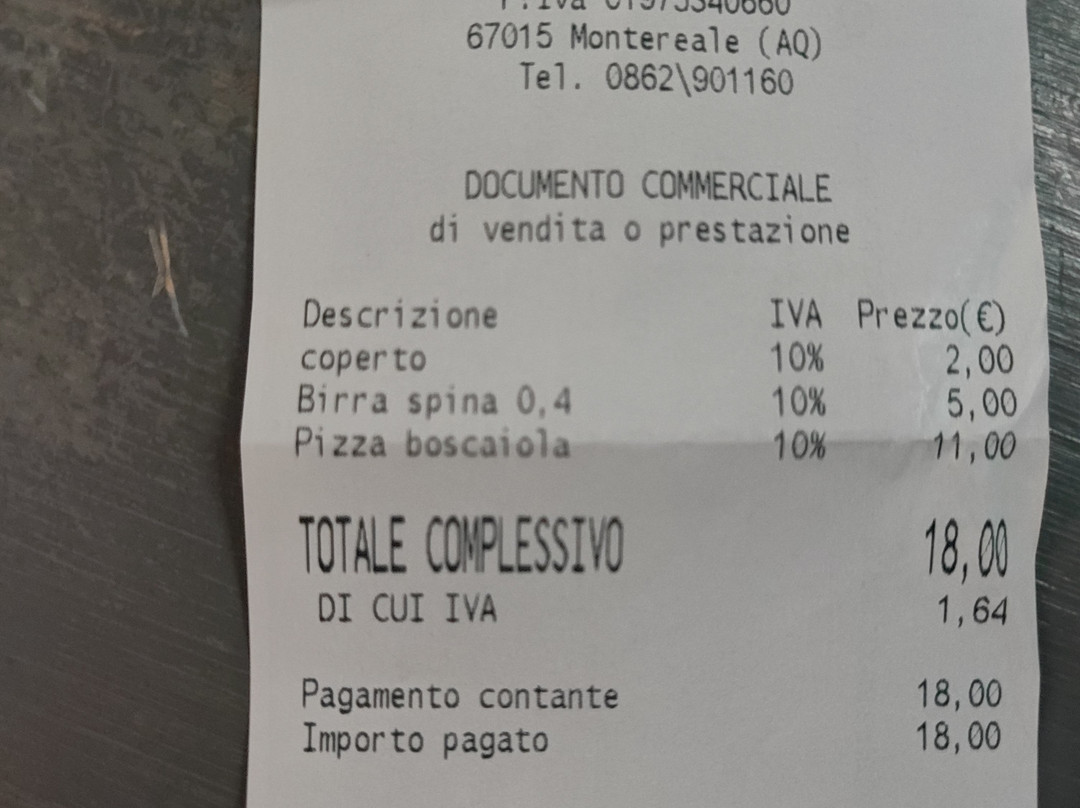 67015 Montereale (AQ)
Tel. 0862\901160
DOCUMENTO COMMERCIALE
di vendita o prestazione
Descrizione IVA Prezzo(€)
coperto 10% 2,00
Birra spina 0,4 10% 5,00
Pizza boscaiola 10% 11,00
TOTALE COMPLESSIVO 18,00
DI CUI IVA 1,64
Pagamento contante 18,00
Importo pagato 18,00